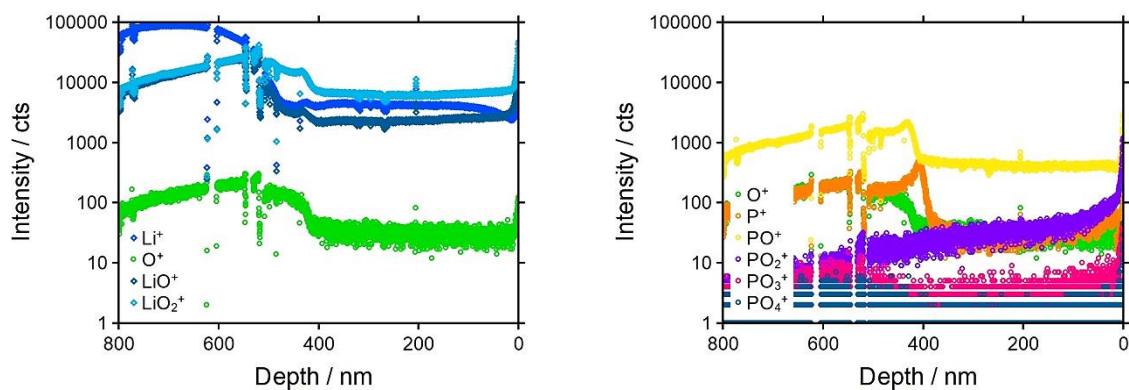 100000
10000
1000
100
10
1
Intensity / cts
Li⁺
O⁺
LiO⁺
LiO₂⁺
800
600
400
200
0
Depth / nm
100000
10000
1000
100
10
1
Intensity / cts
O⁺
P⁺
PO⁺
PO₂⁺
PO₃⁺
PO₄⁺
800
600
400
200
0
Depth / nm